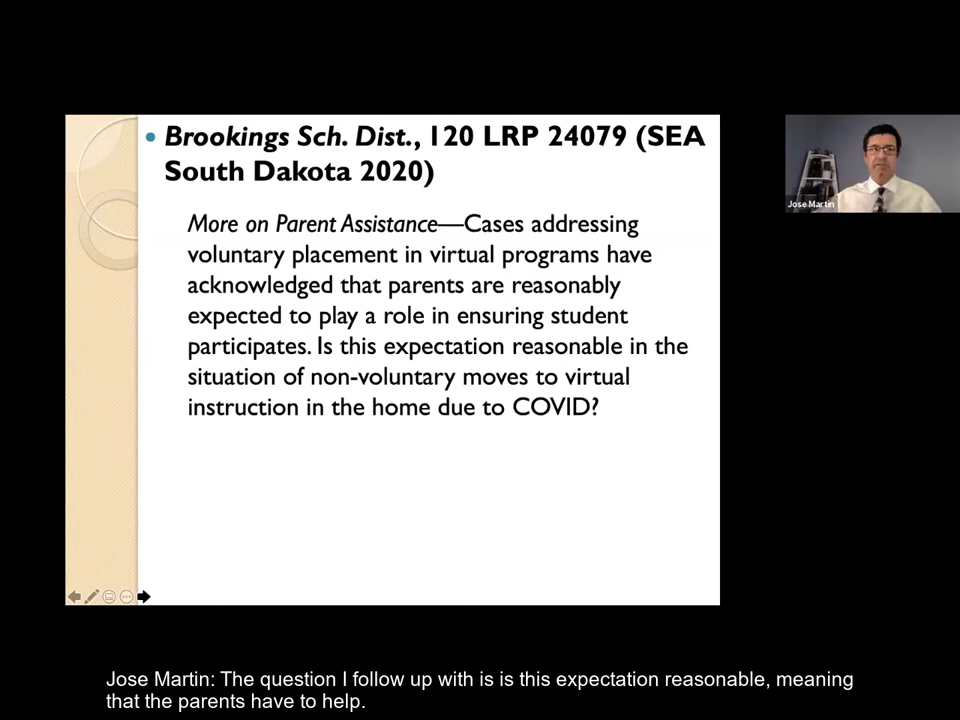 Brookings Sch. Dist., 120 LRP 24079 (SEA
South Dakota 2020)
More on Parent Assistance—Cases addressing
voluntary placement in virtual programs have
acknowledged that parents are reasonably
expected to play a role in ensuring student
participates. Is this expectation reasonable in the
situation of non-voluntary moves to virtual
instruction in the home due to COVID?
Jose Martin
Jose Martin: The question I follow up with is is this expectation reasonable, meaning
that the parents have to help.